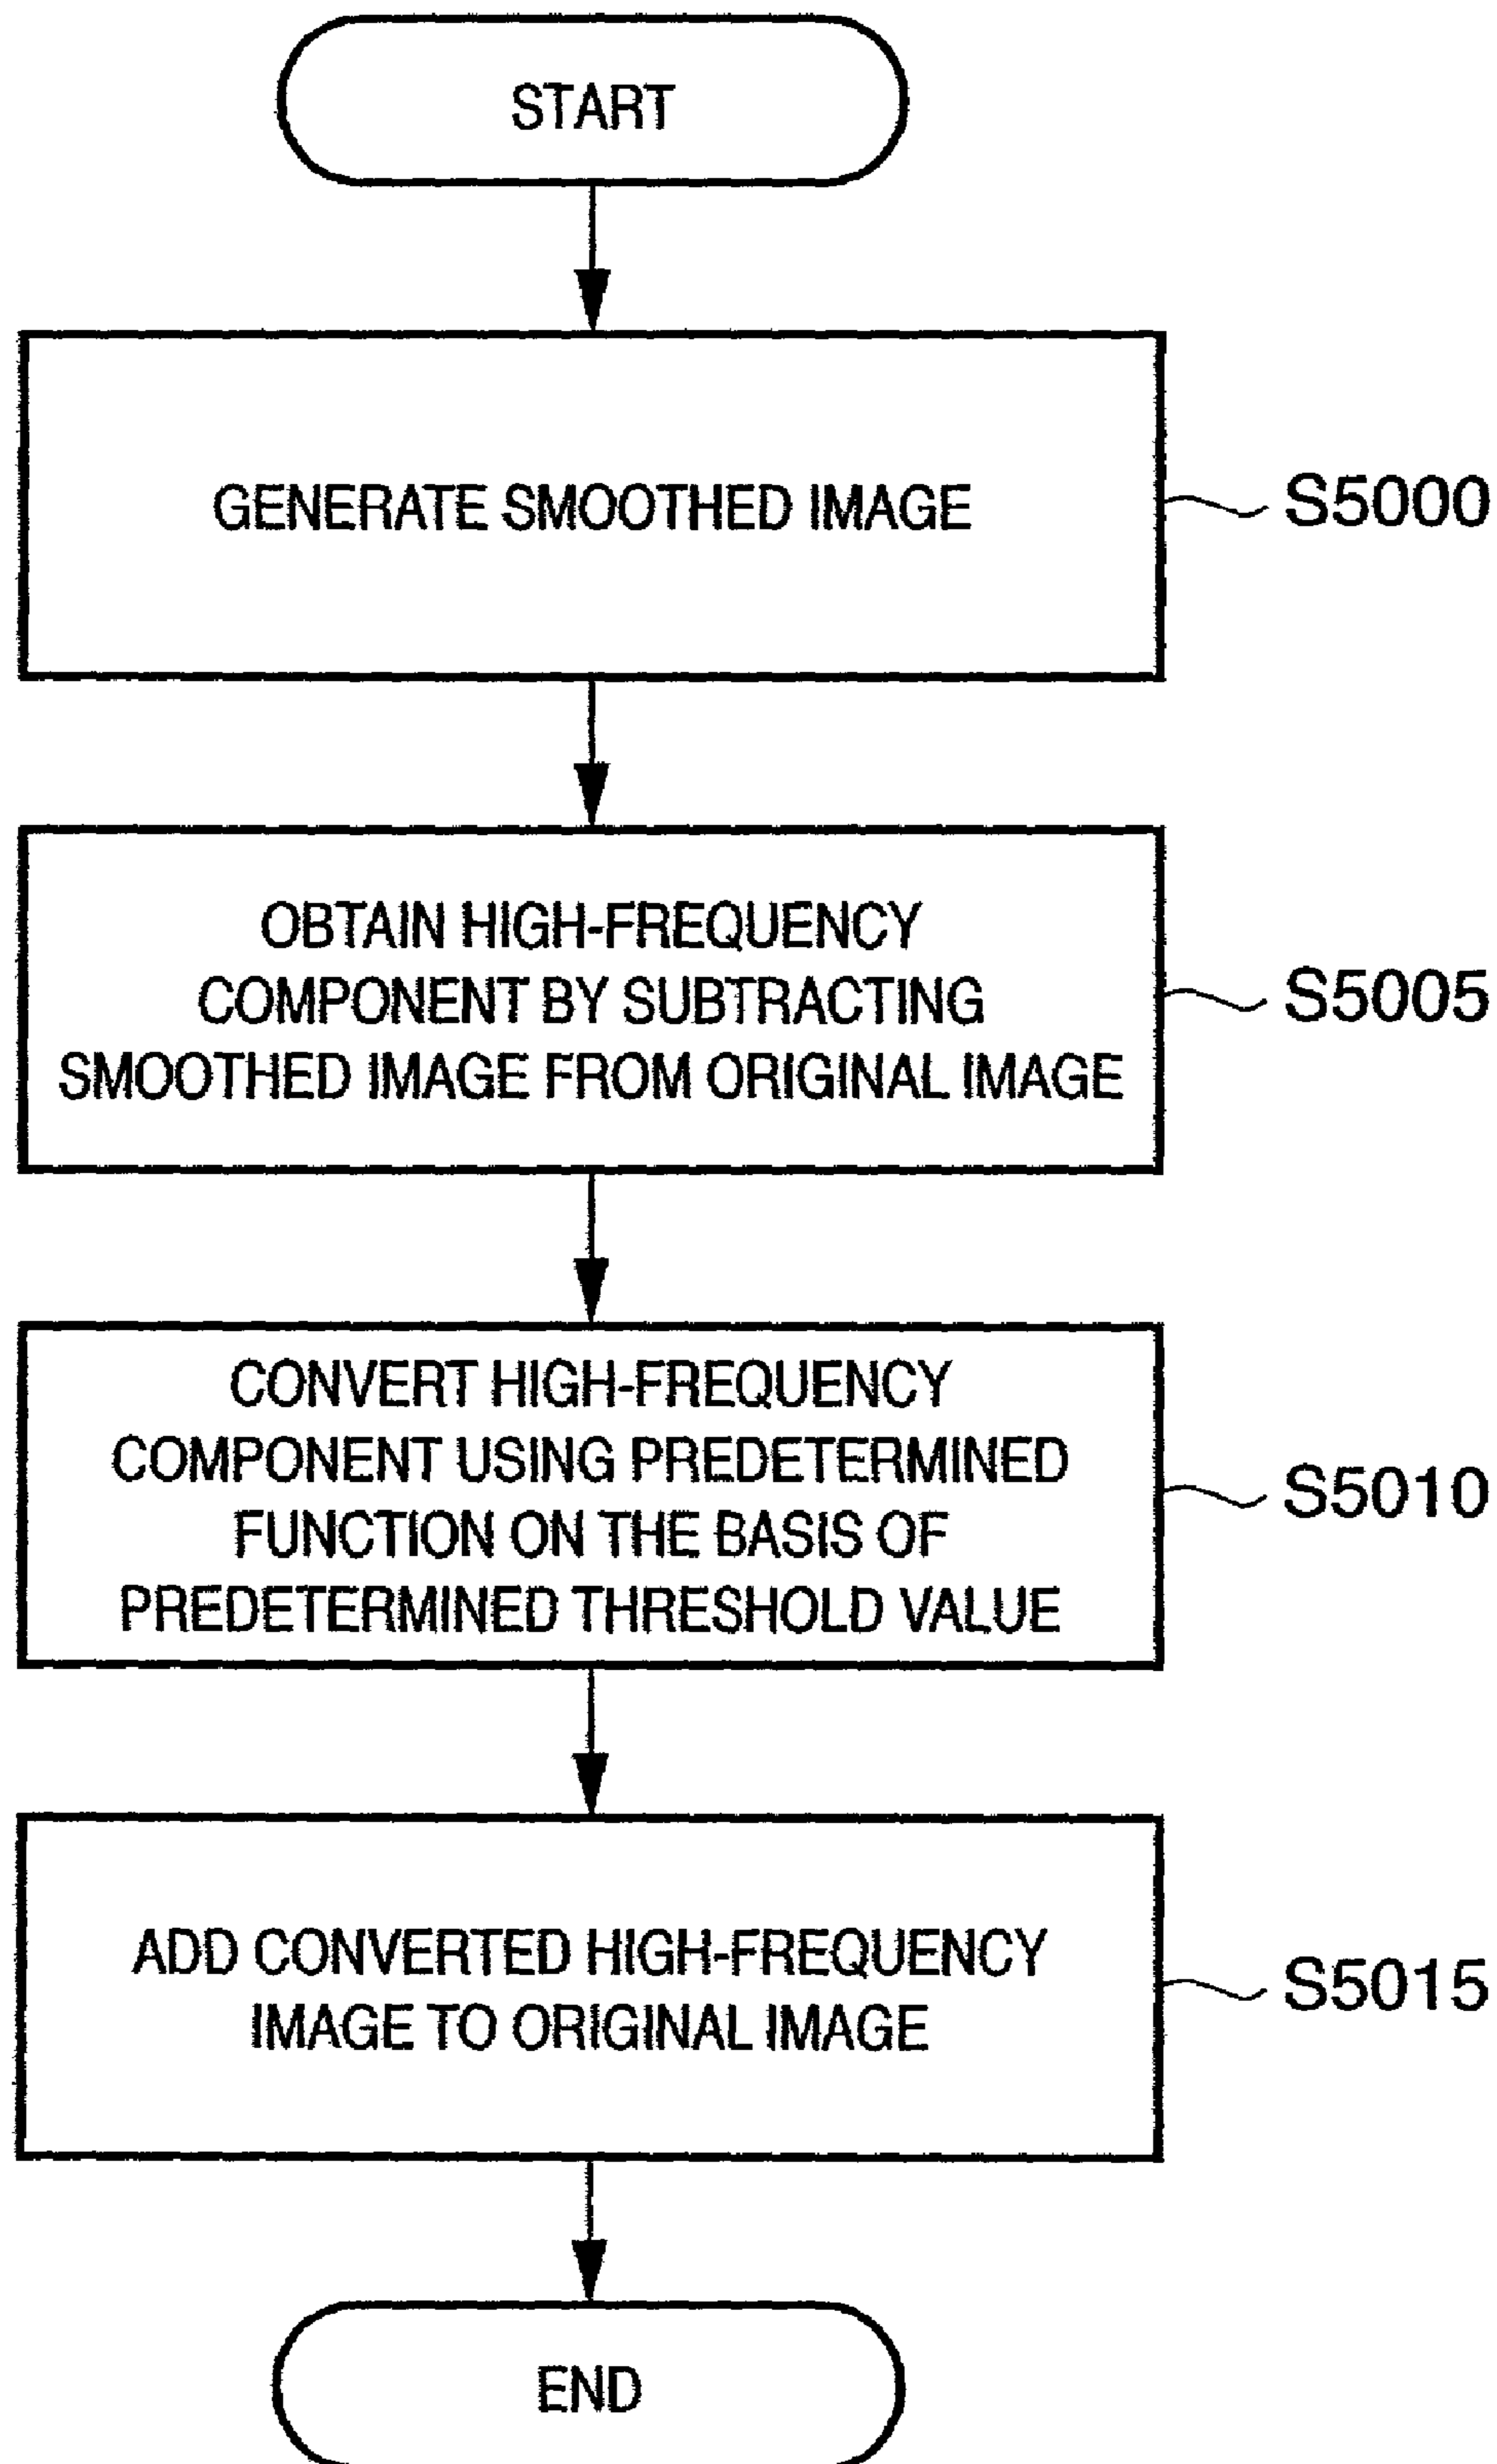 START
GENERATE SMOOTHED IMAGE
S5000
OBTAIN HIGH-FREQUENCY
COMPONENT BY SUBTRACTING
SMOOTHED IMAGE FROM ORIGINAL IMAGE
S5005
CONVERT HIGH-FREQUENCY
COMPONENT USING PREDETERMINED
FUNCTION ON THE BASIS OF
PREDETERMINED THRESHOLD VALUE
S5010
ADD CONVERTED HIGH-FREQUENCY
IMAGE TO ORIGINAL IMAGE
S5015
END